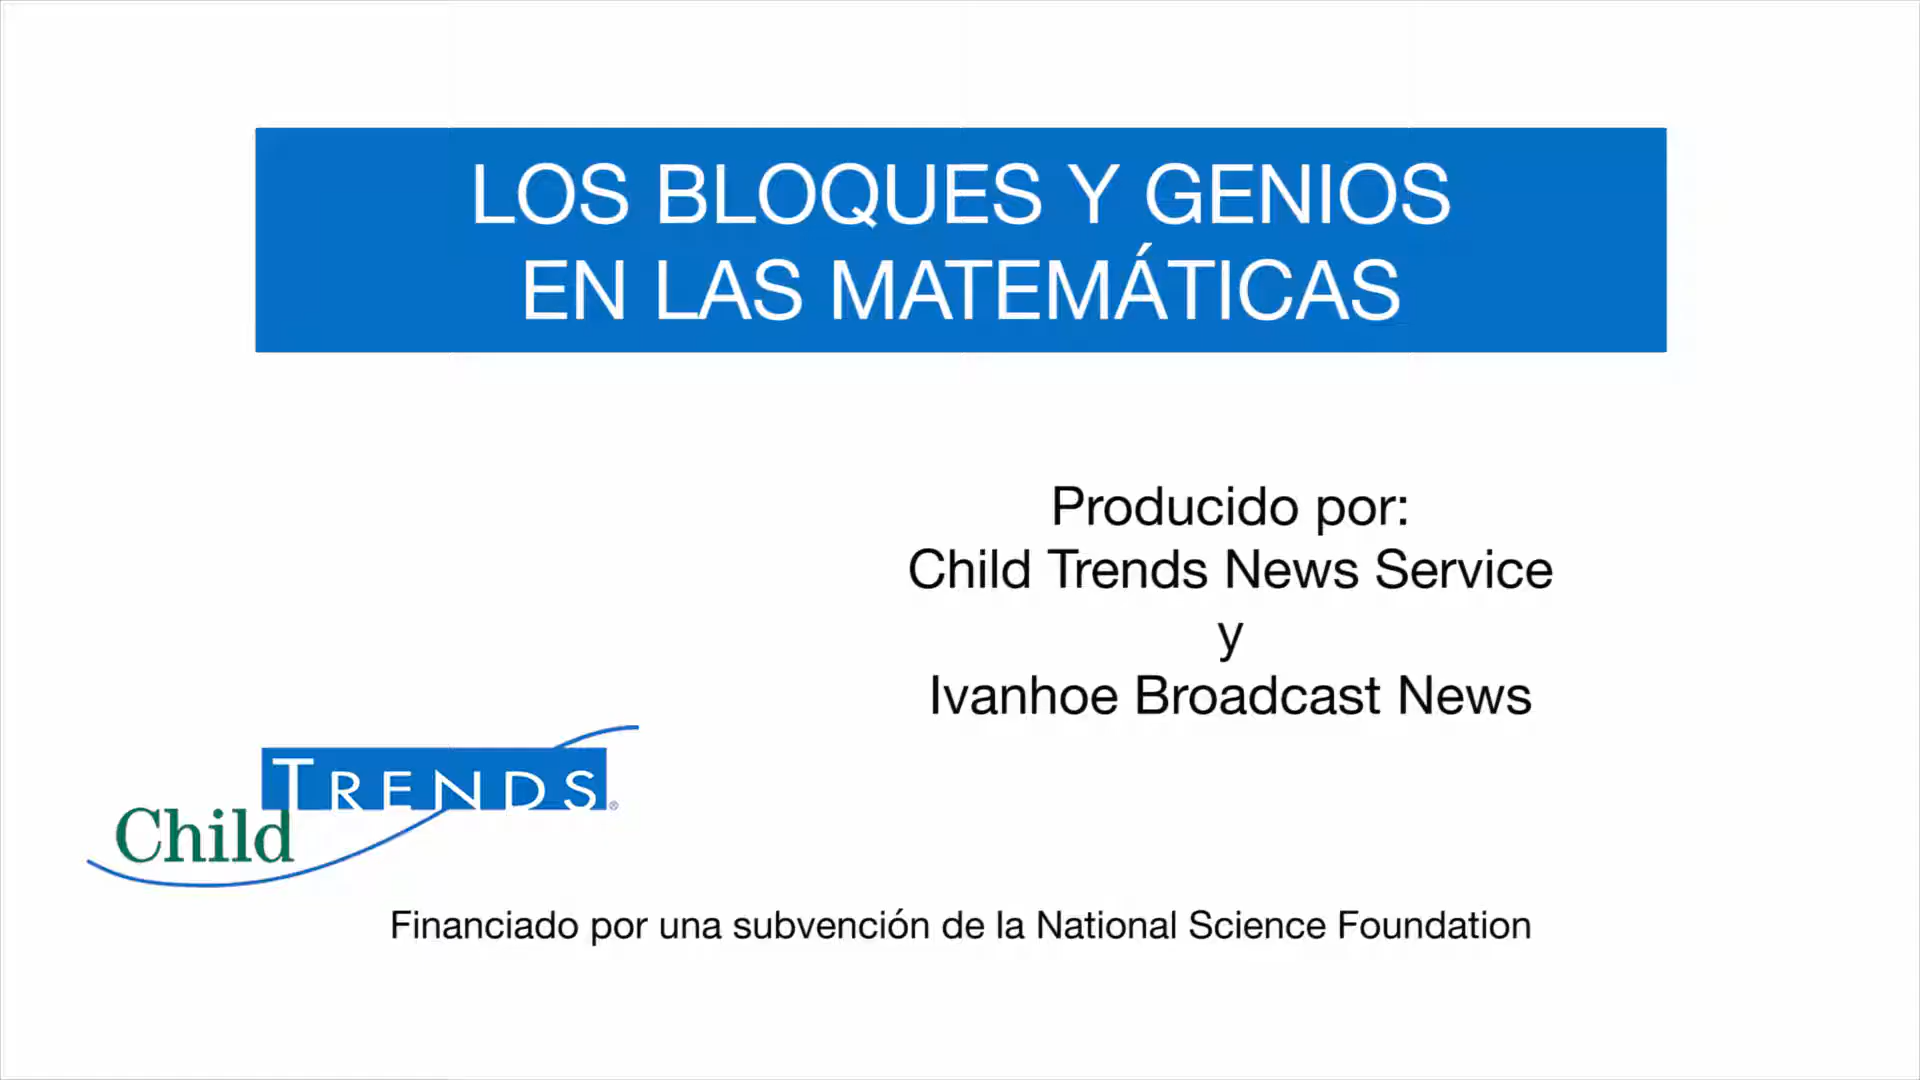 LOS BLOQUES Y GENIOS
EN LAS MATEMÁTICAS
Producido por:
Child Trends News Service
y
Ivanhoe Broadcast News
TRENDS®
Child
Financiado por una subvención de la National Science Foundation